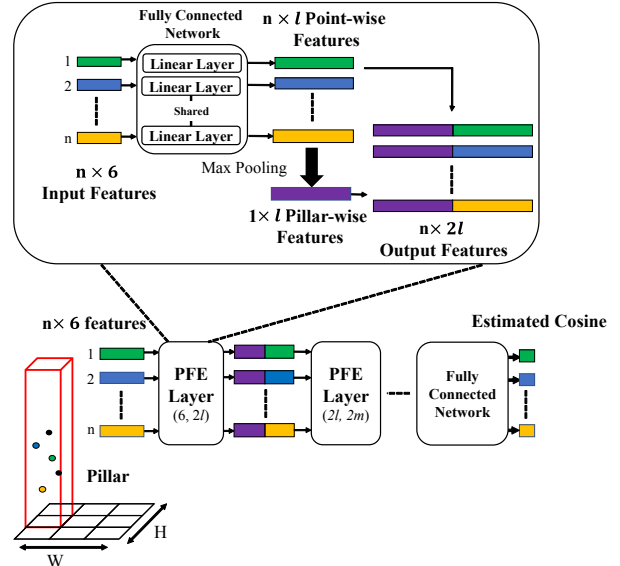 Fully Connected
Network
n × l Point-wise
Features
1
Linear Layer
2
Linear Layer
Shared
n
Linear Layer
n × 6
Input Features
Max Pooling
1× l Pillar-wise
Features
n× 2l
Output Features
n× 6 features
Estimated Cosine
1
2
n
PFE
Layer
(6, 2l)
PFE
Layer
(2l, 2m)
Fully
Connected
Network
Pillar
H
W